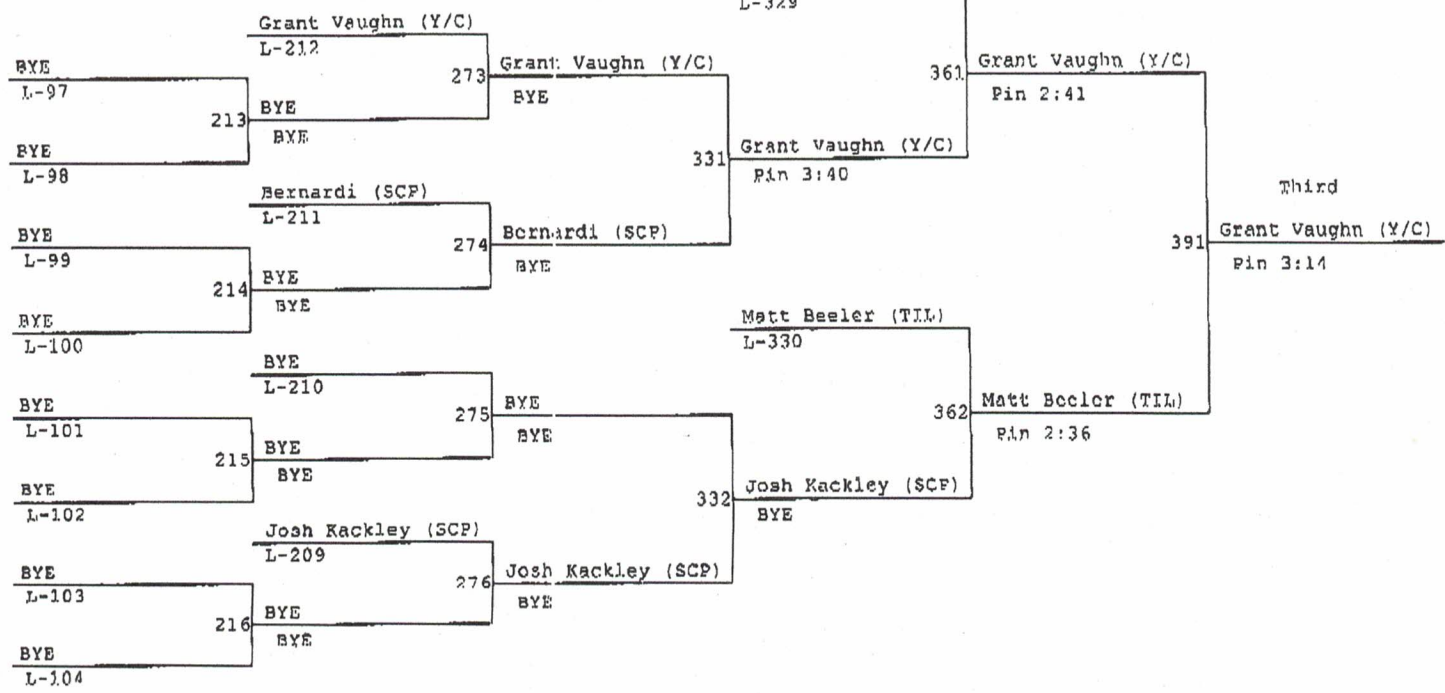 L-329
Grant Vaughn (Y/C)
L-212
BYE
L-97
213
BYE
BYE
BYE
L-98
273
Grant Vaughn (Y/C)
BYE
331
Grant Vaughn (Y/C)
Pin 3:40
361
Grant Vaughn (Y/C)
Pin 2:41
Bernardi (SCP)
L-211
BYE
L-99
214
BYE
BYE
BYE
L-100
274
Bernardi (SCP)
BYE
Third
391
Grant Vaughn (Y/C)
Pin 3:14
Matt Beeler (TIL)
L-330
BYE
L-210
BYE
L-101
215
BYE
BYE
BYE
L-102
275
BYE
BYE
362
Matt Beeler (TIL)
Pin 2:36
332
Josh Kackley (SCP)
BYE
Josh Kackley (SCP)
L-209
BYE
L-103
216
BYE
BYE
BYE
L-104
276
Josh Kackley (SCP)
BYE